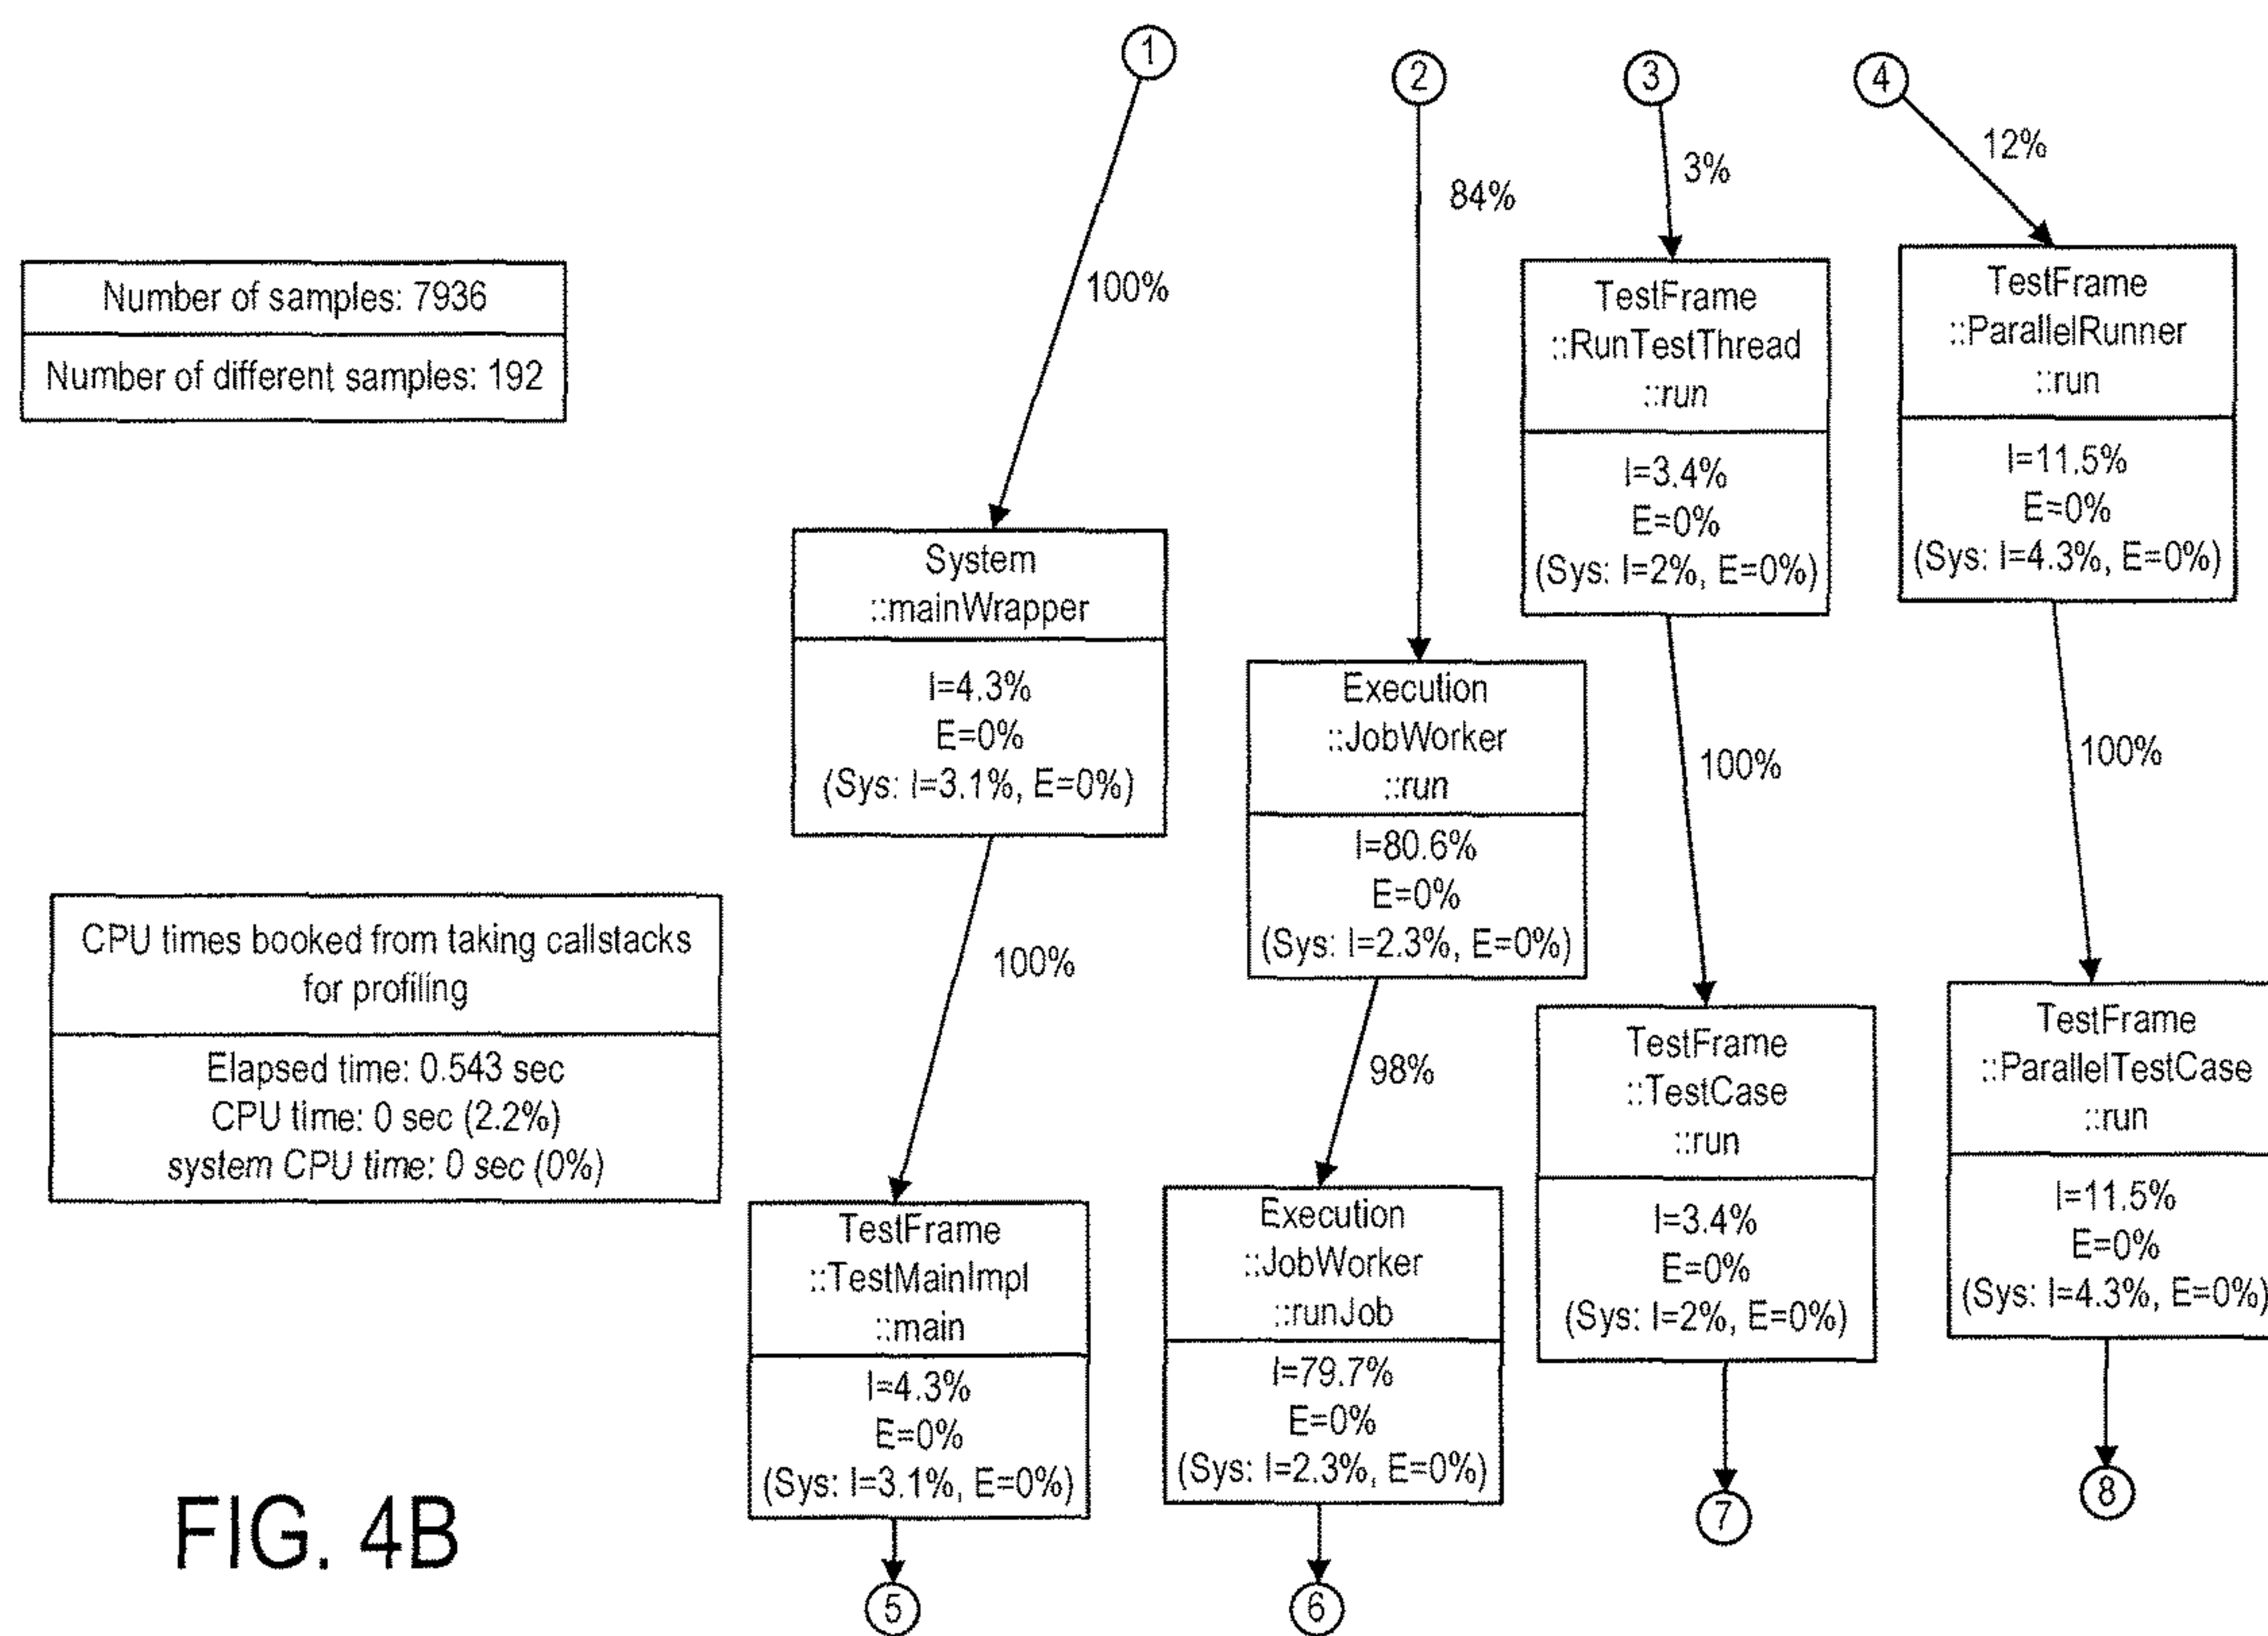 1
2
3
4
100%
84%
3%
12%
Number of samples: 7936
Number of different samples: 192
System
::mainWrapper
I=4.3%
E=0%
(Sys: I=3.1%, E=0%)
Execution
::JobWorker
::run
I=80.6%
E=0%
(Sys: I=2.3%, E=0%)
TestFrame
::RunTestThread
::run
I=3.4%
E=0%
(Sys: I=2%, E=0%)
TestFrame
::ParallelRunner
::run
I=11.5%
E=0%
(Sys: I=4.3%, E=0%)
100%
98%
100%
100%
CPU times booked from taking callstacks
for profiling
Elapsed time: 0.543 sec
CPU time: 0 sec (2.2%)
system CPU time: 0 sec (0%)
TestFrame
::TestMainImpl
::main
I=4.3%
E=0%
(Sys: I=3.1%, E=0%)
Execution
::JobWorker
::runJob
I=79.7%
E=0%
(Sys: I=2.3%, E=0%)
TestFrame
::TestCase
::run
I=3.4%
E=0%
(Sys: I=2%, E=0%)
TestFrame
::ParallelTestCase
::run
I=11.5%
E=0%
(Sys: I=4.3%, E=0%)
5
6
7
8
FIG. 4B